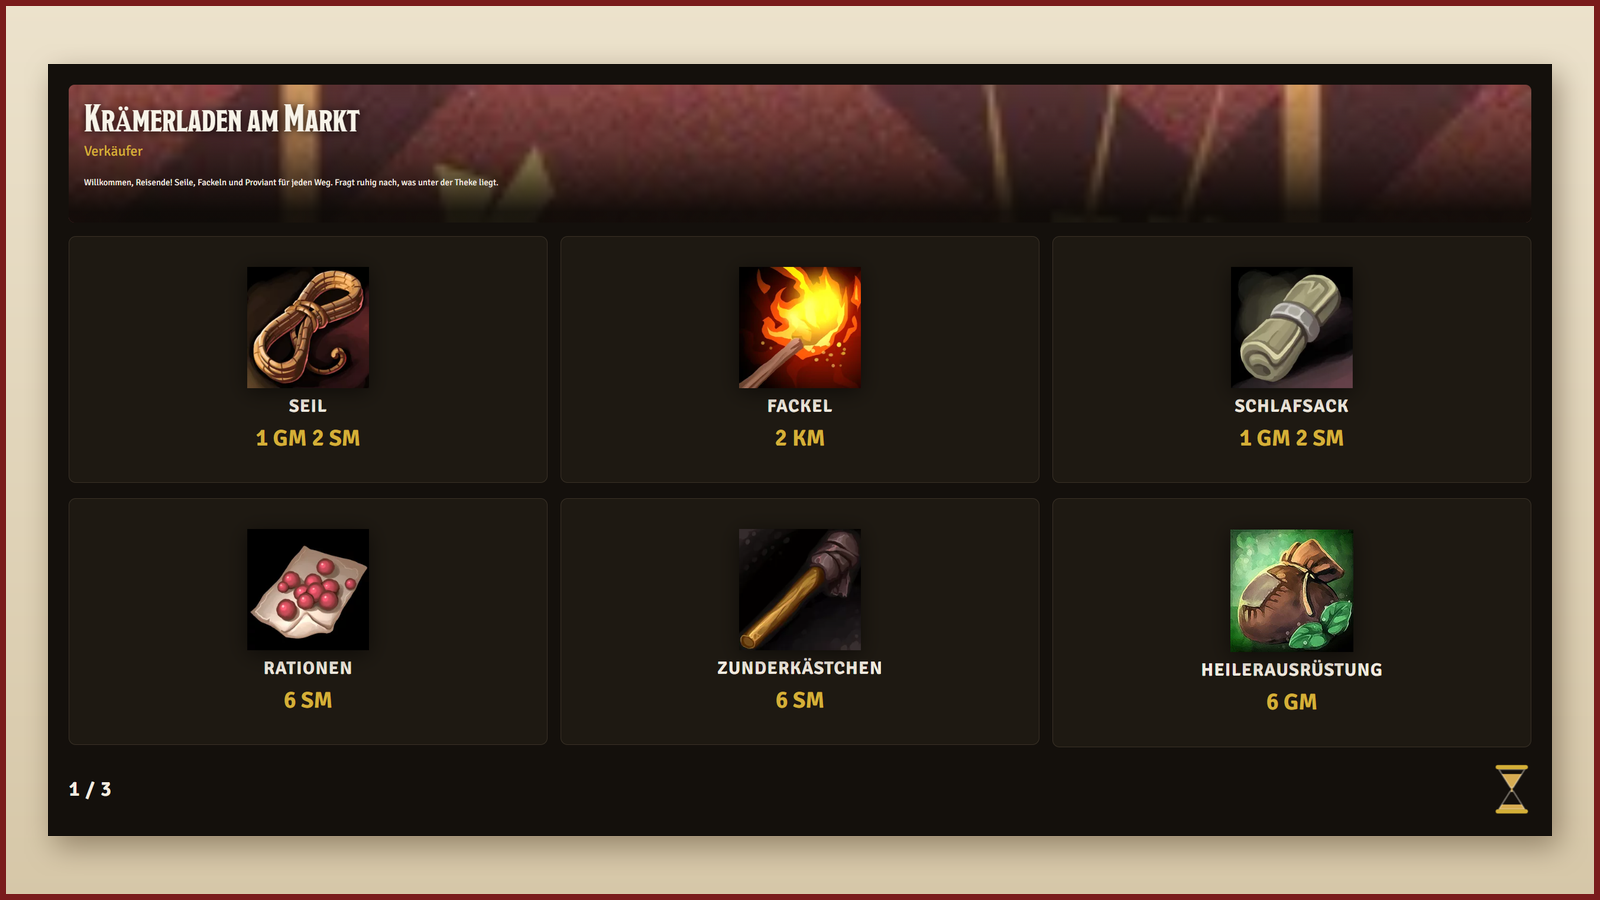 Krämerladen am Markt
Verkäufer
Willkommen, Reisende! Seile, Fackeln und Proviant für jeden Weg. Fragt ruhig nach, was unter der Theke liegt.
SEIL
1 GM 2 SM
FACKEL
2 KM
SCHLAFSACK
1 GM 2 SM
RATIONEN
6 SM
ZUNDERKÄSTCHEN
6 SM
HEILERAUSRÜSTUNG
6 GM
1 / 3